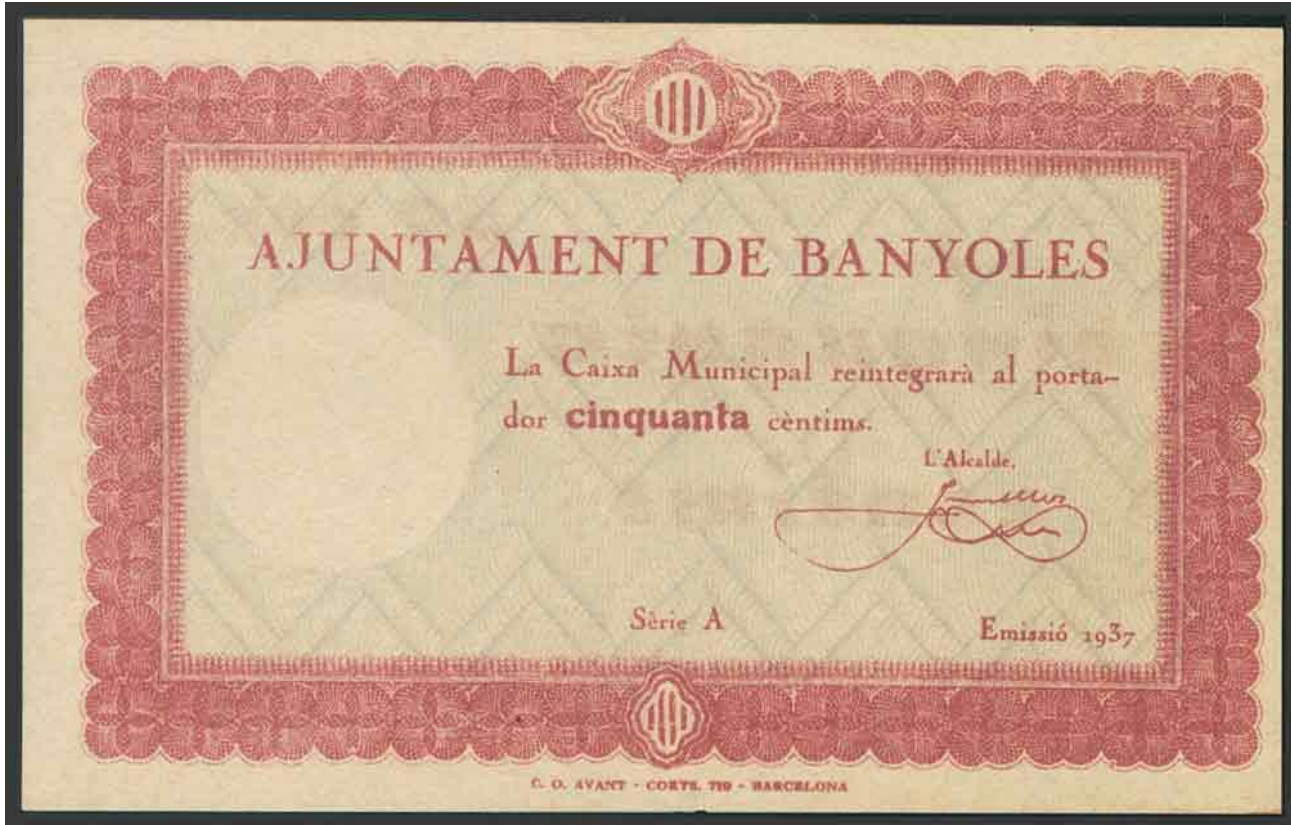 AJUNTAMENT DE BANYOLES
La Caixa Municipal reintegrarà al porta-
dor cinquanta cèntims.
L'Alcalde,
Sèrie A
Emissió 1937
C. O. AVANT - CORTS, 719 - BARCELONA